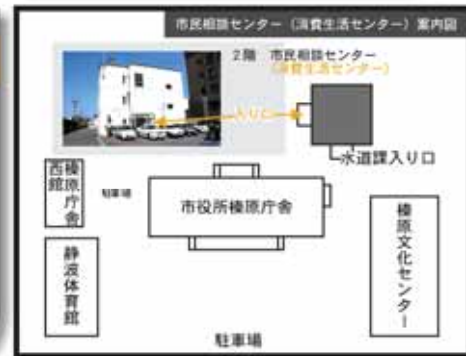 市民相談センター（消費生活センター）案内図
2階 市民相談センター
（消費生活センター）
入り口
水道課入り口
榛原庁舎
西館
駐車場
市役所榛原庁舎
榛原文化センター
静波体育館
駐車場